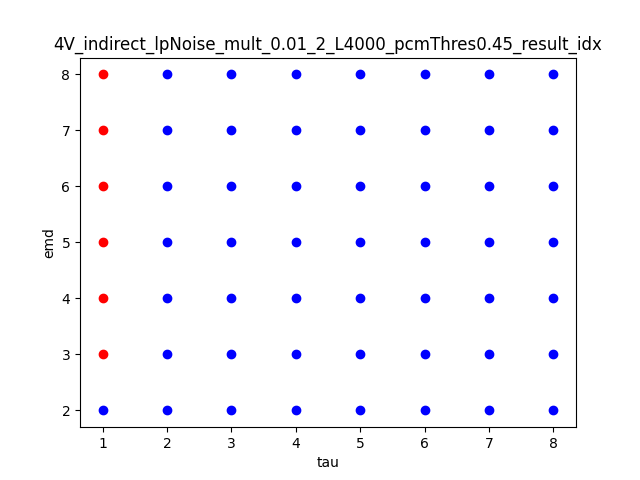 4V_indirect_lpNoise_mult_0.01_2_L4000_pcmThres0.45_result_idx
8
7
6
5
4
3
2
emd
1 2 3 4 5 6 7 8
tau